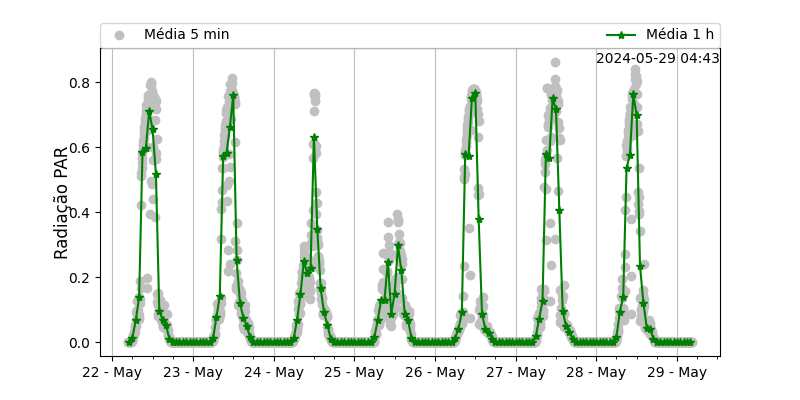 Média 5 min
Média 1 h
2024-05-29 04:43
Radiação PAR
0.8
0.6
0.4
0.2
0.0
22 - May
23 - May
24 - May
25 - May
26 - May
27 - May
28 - May
29 - May